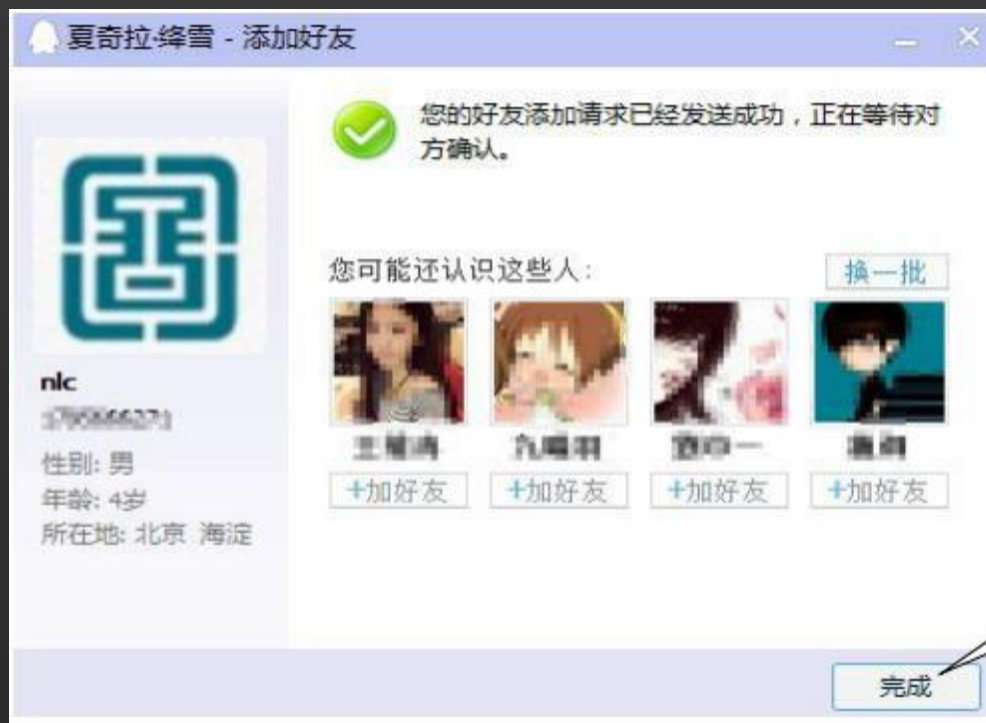 夏奇拉·绛雪 - 添加好友
您的好友添加请求已经发送成功，正在等待对
方确认。
nlc
性别: 男
年龄: 4岁
所在地: 北京 海淀
您可能还认识这些人:
换一批
+加好友 +加好友 +加好友 +加好友
完成